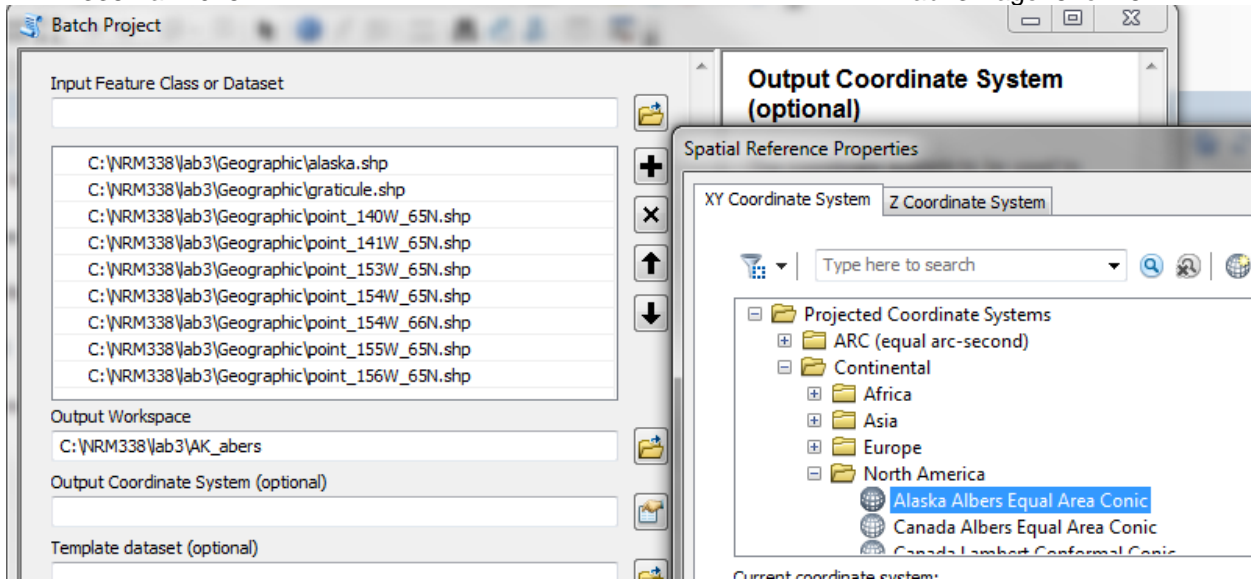 Batch Project
Input Feature Class or Dataset
C:\NRM338\lab3\Geographic\alaska.shp
C:\NRM338\lab3\Geographic\graticule.shp
C:\NRM338\lab3\Geographic\point_140W_65N.shp
C:\NRM338\lab3\Geographic\point_141W_65N.shp
C:\NRM338\lab3\Geographic\point_153W_65N.shp
C:\NRM338\lab3\Geographic\point_154W_65N.shp
C:\NRM338\lab3\Geographic\point_154W_66N.shp
C:\NRM338\lab3\Geographic\point_155W_65N.shp
C:\NRM338\lab3\Geographic\point_156W_65N.shp
Output Workspace
C:\NRM338\lab3\AK_abers
Output Coordinate System (optional)
Template dataset (optional)
Output Coordinate System
(optional)
Spatial Reference Properties
XY Coordinate System
Z Coordinate System
Type here to search
Projected Coordinate Systems
ARC (equal arc-second)
Continental
Africa
Asia
Europe
North America
Alaska Albers Equal Area Conic
Canada Albers Equal Area Conic
Canada Lambert Conformal Conic
Current coordinate system: